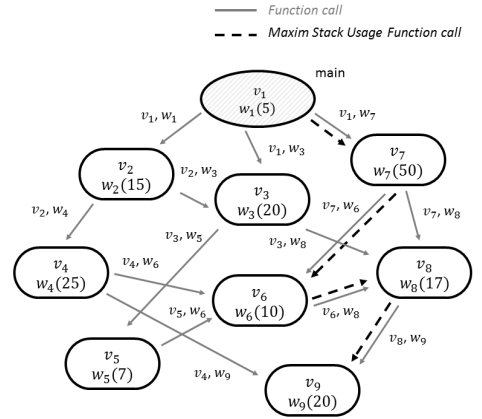 Function call
Maxim Stack Usage Function call
main
v₁
w₁(5)
v₁, w₁
v₁, w₇
v₁, w₃
v₇
w₇(50)
v₂
w₂(15)
v₂, w₃
v₃
w₃(20)
v₇, w₆
v₂, w₄
v₇, w₈
v₃, w₅
v₃, w₈
v₄
w₄(25)
v₄, w₆
v₈
w₈(17)
v₆
w₆(10)
v₅, w₆
v₆, w₈
v₈, w₉
v₅
w₅(7)
v₄, w₉
v₉
w₉(20)